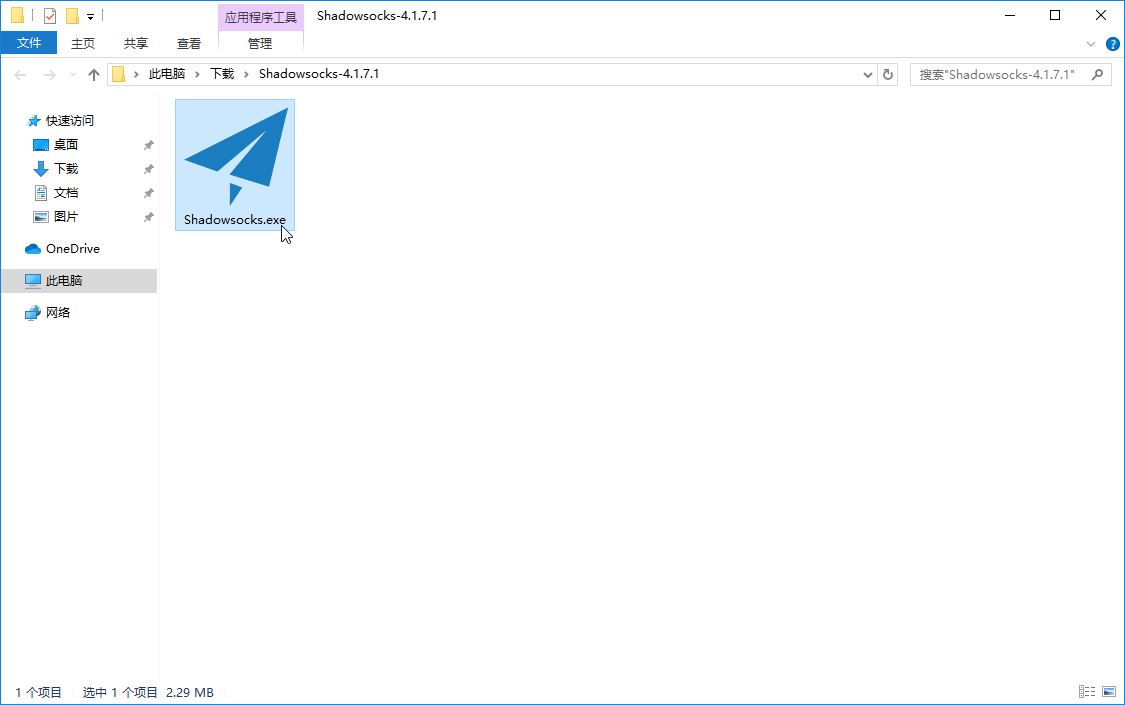 应用程序工具
Shadowsocks-4.1.7.1
文件 主页 共享 查看 管理
此电脑 下载 Shadowsocks-4.1.7.1
搜索"Shadowsocks-4.1.7.1"
快速访问
桌面
下载
文档
图片
OneDrive
此电脑
网络
Shadowsocks.exe
1 个项目 选中 1 个项目 2.29 MB